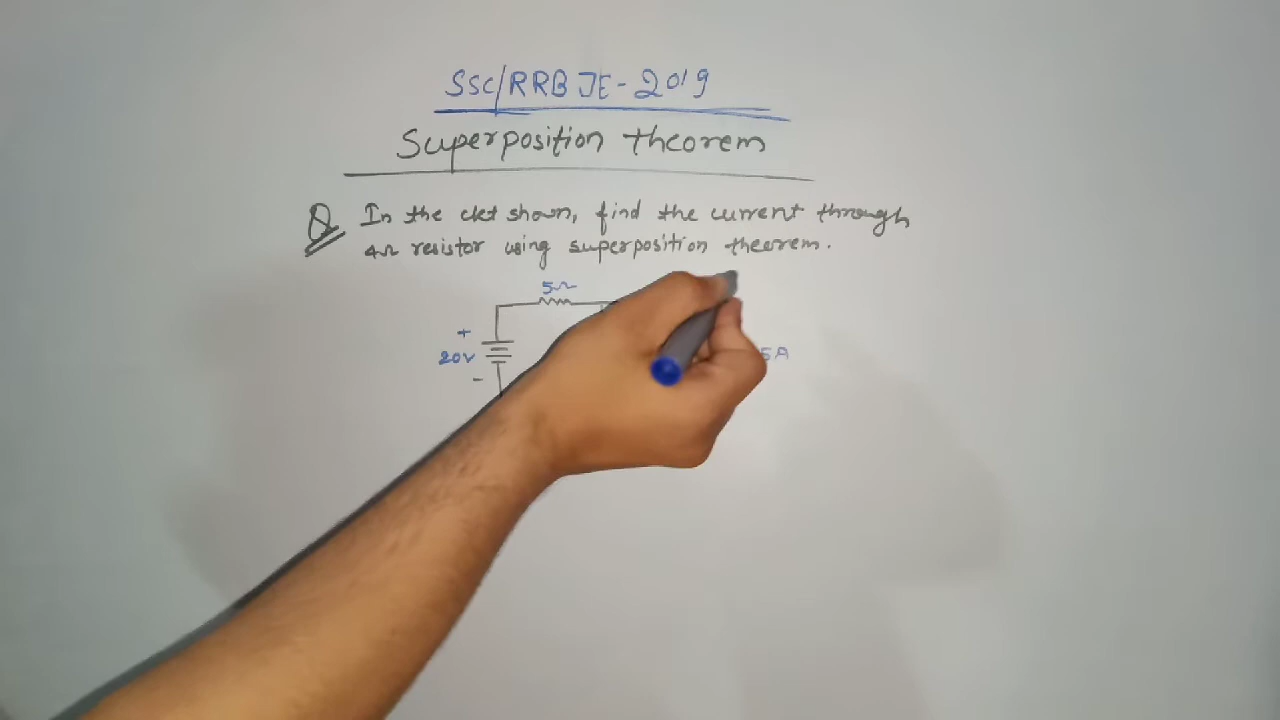 SSC/RRB JE-2019
Superposition theorem
Q In the ckt shown, find the current through
4Ω resistor using superposition theorem.
5Ω
+
20V
-
5A